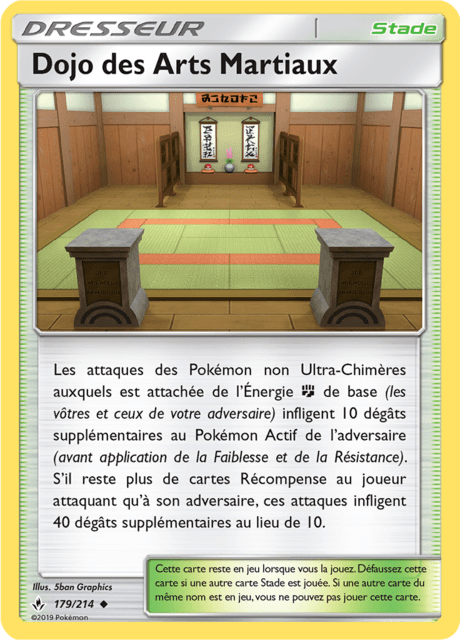 DRESSEUR
Stade
Dojo des Arts Martiaux
Les attaques des Pokémon non Ultra-Chimères
auxquels est attachée de l'Énergie de base (les
vôtres et ceux de votre adversaire) infligent 10 dégâts
supplémentaires au Pokémon Actif de l'adversaire
(avant application de la Faiblesse et de la Résistance).
S'il reste plus de cartes Récompense au joueur
attaquant qu'à son adversaire, ces attaques infligent
40 dégâts supplémentaires au lieu de 10.
Cette carte reste en jeu lorsque vous la jouez. Défaussez cette
carte si une autre carte Stade est jouée. Si une autre carte du
même nom est en jeu, vous ne pouvez pas jouer cette carte.
Illus. 5ban Graphics
179/214
©2019 Pokémon